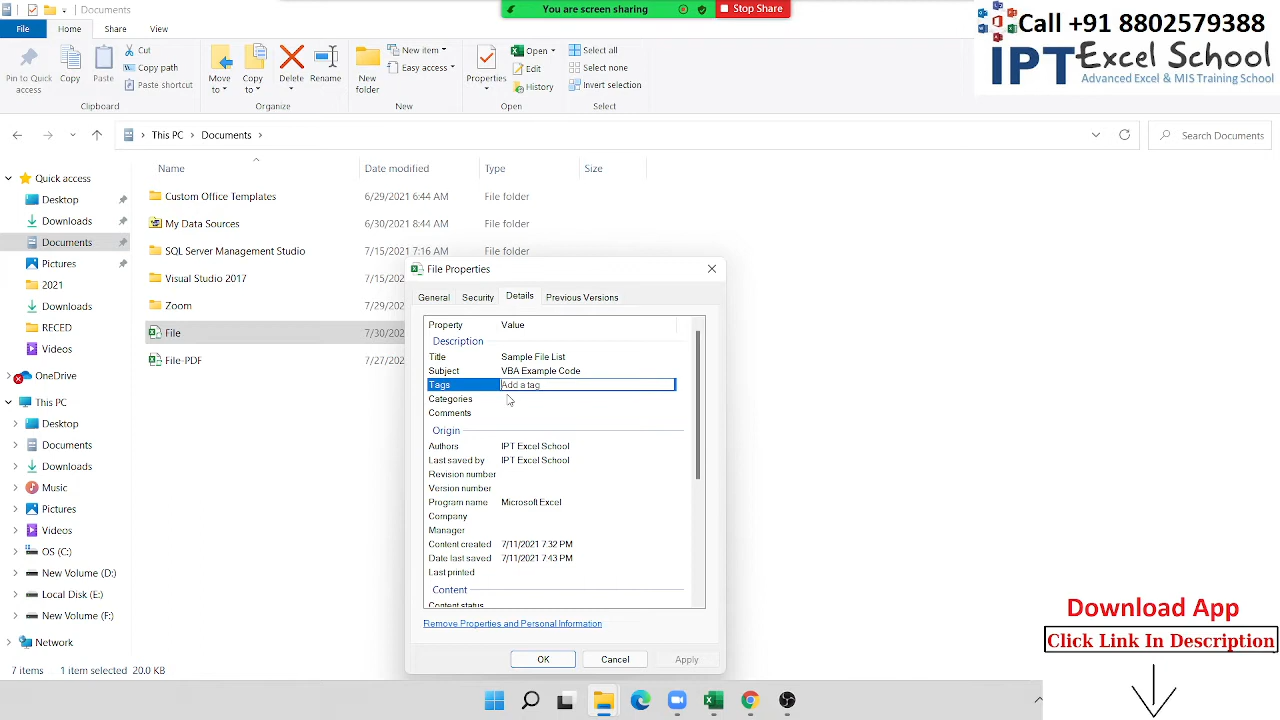 Documents
You are screen sharing
Stop Share
Call +91 8802579388
IPT Excel School
Advanced Excel & MIS Training School
File
Home
Share
View
Pin to Quick access
Copy
Paste
Cut
Copy path
Paste shortcut
Clipboard
Move to
Copy to
Delete
Rename
Organize
New folder
New item
Easy access
New
Properties
Open
Edit
History
Open
Select all
Select none
Invert selection
Select
This PC
Documents
Search Documents
Name
Date modified
Type
Size
Custom Office Templates 6/29/2021 6:44 AM File folder
My Data Sources 6/30/2021 8:44 AM File folder
SQL Server Management Studio 7/15/2021 7:16 AM File folder
Visual Studio 2017 7/15/
Zoom 7/29/
File 7/30/
File-PDF 7/27/
Quick access
Desktop
Downloads
Documents
Pictures
2021
Downloads
RECED
Videos
OneDrive
This PC
Desktop
Documents
Downloads
Music
Pictures
Videos
OS (C:)
New Volume (D:)
Local Disk (E:)
New Volume (F:)
Network
7 items
1 item selected 20.0 KB
File Properties
General
Security
Details
Previous Versions
Property Value
Description
Title Sample File List
Subject VBA Example Code
Tags Add a tag
Categories
Comments
Origin
Authors IPT Excel School
Last saved by IPT Excel School
Revision number
Version number
Program name Microsoft Excel
Company
Manager
Content created 7/11/2021 7:32 PM
Date last saved 7/11/2021 7:43 PM
Last printed
Content
Content status
Remove Properties and Personal Information
OK
Cancel
Apply
Download App
Click Link In Description